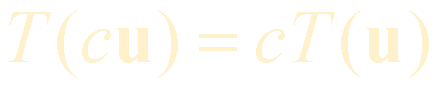 T(cu) = cT(u)